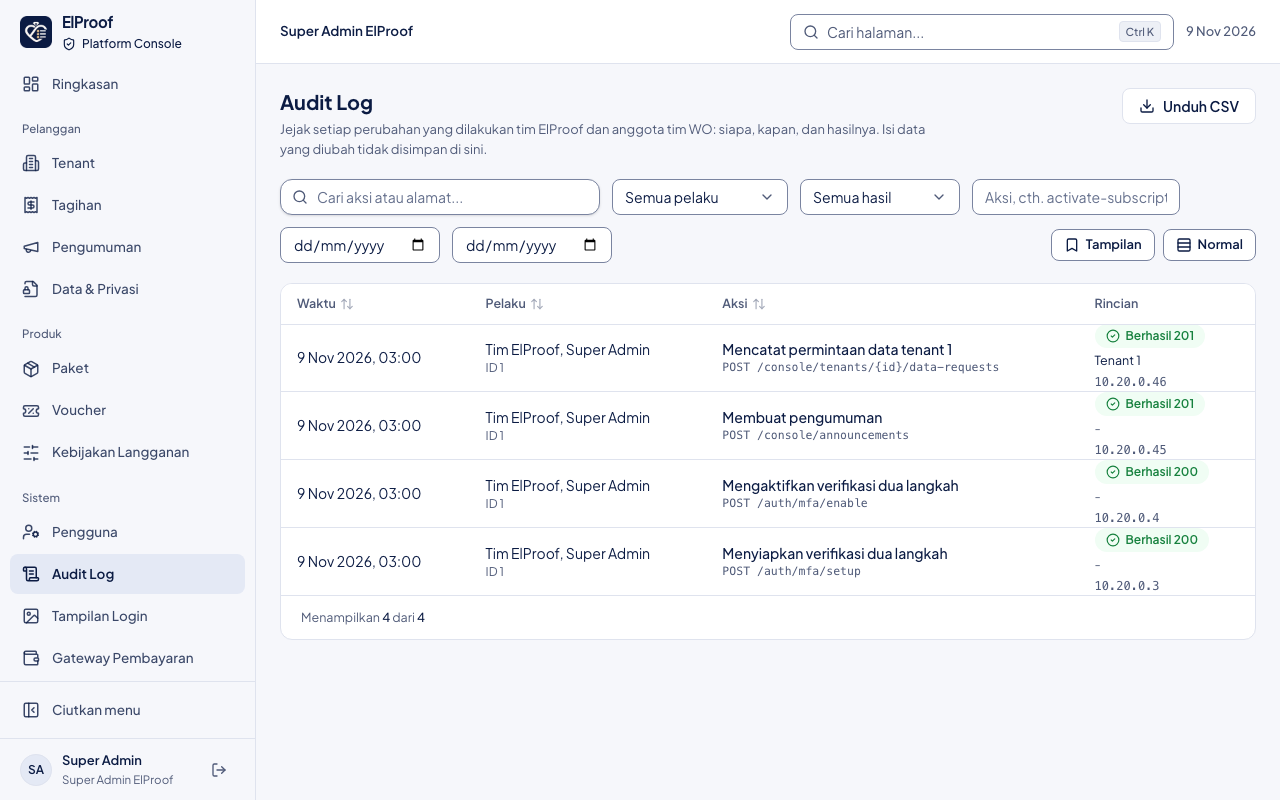 ElProof
Platform Console
Ringkasan
Pelanggan
Tenant
Tagihan
Pengumuman
Data & Privasi
Produk
Paket
Voucher
Kebijakan Langganan
Sistem
Pengguna
Audit Log
Tampilan Login
Gateway Pembayaran
Ciutkan menu
SA
Super Admin
Super Admin ElProof
Super Admin ElProof
Cari halaman...
Ctrl K
9 Nov 2026
Audit Log
Jejak setiap perubahan yang dilakukan tim ElProof dan anggota tim WO: siapa, kapan, dan hasilnya. Isi data
yang diubah tidak disimpan di sini.
Unduh CSV
Cari aksi atau alamat...
Semua pelaku
Semua hasil
Aksi, cth. activate-subscript
dd/mm/yyyy
dd/mm/yyyy
Tampilan
Normal
Waktu Pelaku Aksi Rincian
9 Nov 2026, 03:00
Tim ElProof, Super Admin
ID 1
Mencatat permintaan data tenant 1
POST /console/tenants/{id}/data-requests
Berhasil 201
Tenant 1
10.20.0.46
9 Nov 2026, 03:00
Tim ElProof, Super Admin
ID 1
Membuat pengumuman
POST /console/announcements
Berhasil 201
-
10.20.0.45
9 Nov 2026, 03:00
Tim ElProof, Super Admin
ID 1
Mengaktifkan verifikasi dua langkah
POST /auth/mfa/enable
Berhasil 200
-
10.20.0.4
9 Nov 2026, 03:00
Tim ElProof, Super Admin
ID 1
Menyiapkan verifikasi dua langkah
POST /auth/mfa/setup
Berhasil 200
-
10.20.0.3
Menampilkan 4 dari 4